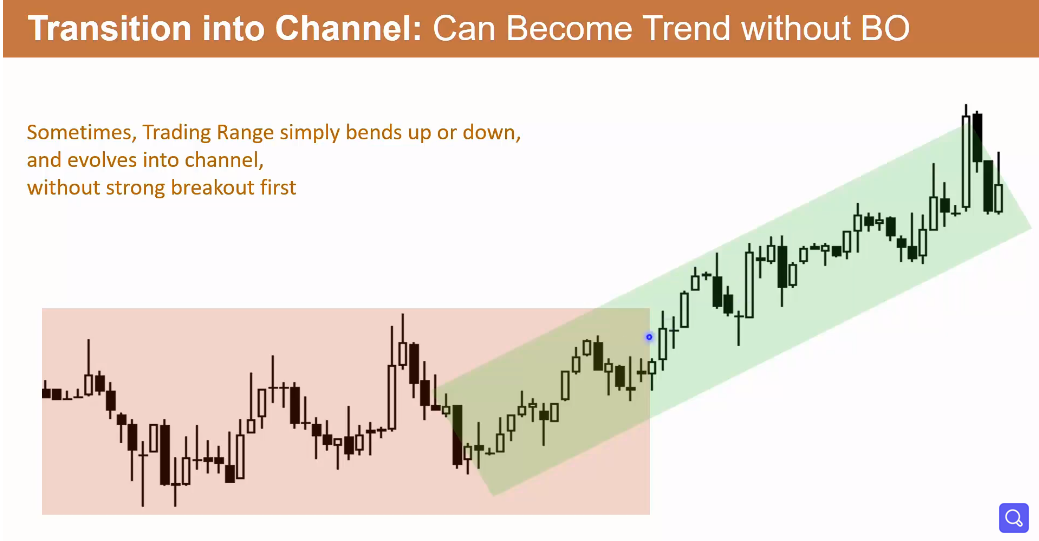 Transition into Channel: Can Become Trend without BO
Sometimes, Trading Range simply bends up or down,
and evolves into channel,
without strong breakout first